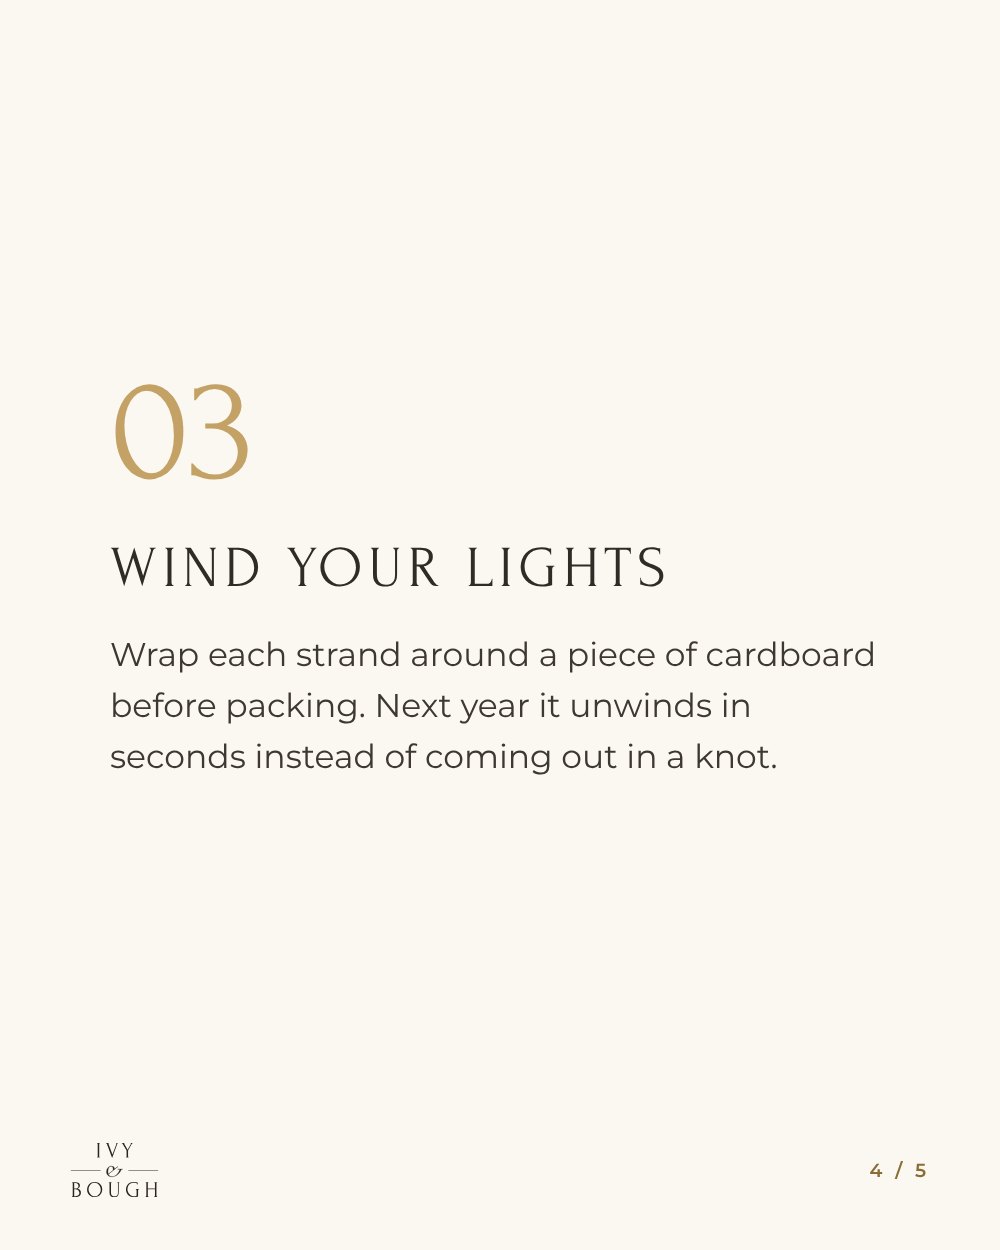 03
WIND YOUR LIGHTS
Wrap each strand around a piece of cardboard
before packing. Next year it unwinds in
seconds instead of coming out in a knot.
IVY
&
BOUGH
4 / 5